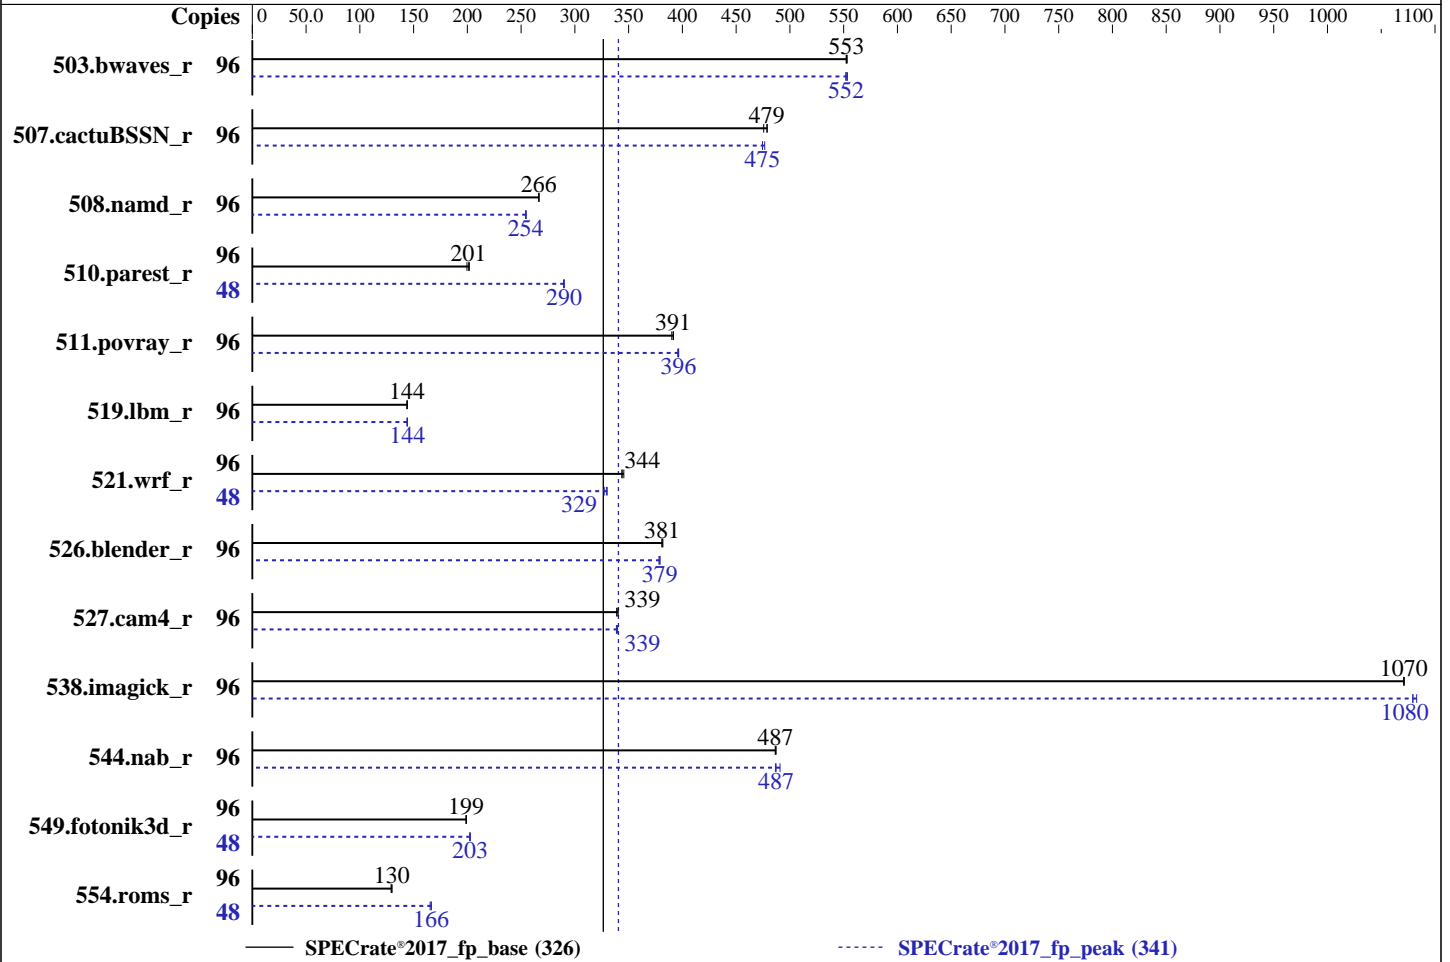 Copies 0 50.0 100 150 200 250 300 350 400 450 500 550 600 650 700 750 800 850 900 950 1000 1100
503.bwaves_r 96 553
552
507.cactuBSSN_r 96 479
475
508.namd_r 96 266
254
510.parest_r 96 201
48 290
511.povray_r 96 391
396
519.lbm_r 96 144
144
521.wrf_r 96 344
48 329
526.blender_r 96 381
379
527.cam4_r 96 339
339
538.imagick_r 96 1070
1080
544.nab_r 96 487
487
549.fotonik3d_r 96 199
48 203
554.roms_r 96 130
48 166
SPECrate®2017_fp_base (326) SPECrate®2017_fp_peak (341)